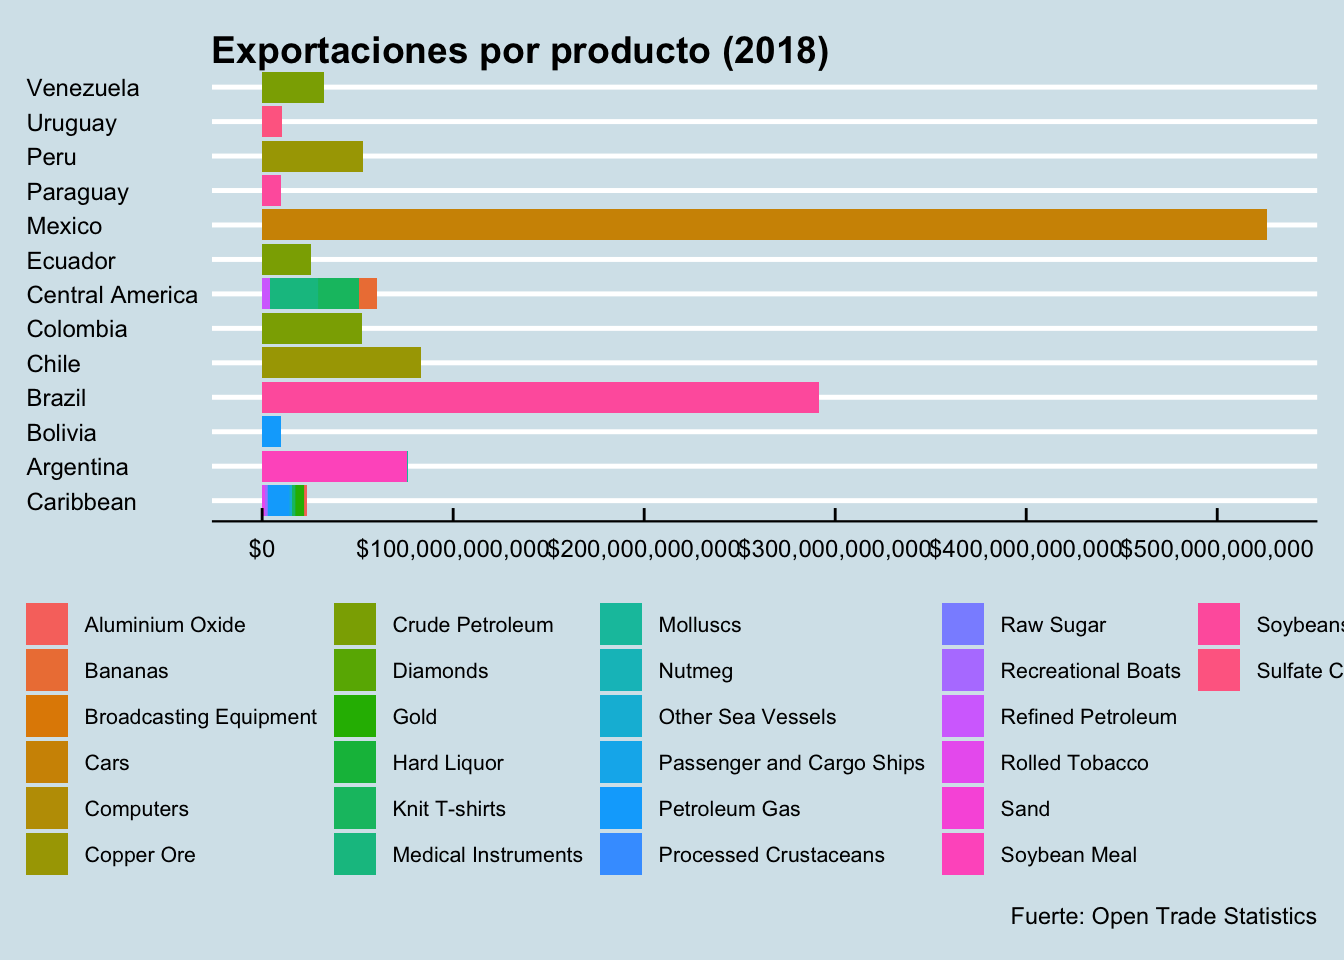 Exportaciones por producto (2018)
Venezuela
Uruguay
Peru
Paraguay
Mexico
Ecuador
Central America
Colombia
Chile
Brazil
Bolivia
Argentina
Caribbean
$0 $100,000,000,000 $200,000,000,000 $300,000,000,000 $400,000,000,000 $500,000,000,000
Aluminium Oxide Crude Petroleum Molluscs Raw Sugar Soybeans
Bananas Diamonds Nutmeg Recreational Boats Sulfate C
Broadcasting Equipment Gold Other Sea Vessels Refined Petroleum
Cars Hard Liquor Passenger and Cargo Ships Rolled Tobacco
Computers Knit T-shirts Petroleum Gas Sand
Copper Ore Medical Instruments Processed Crustaceans Soybean Meal
Fuerte: Open Trade Statistics